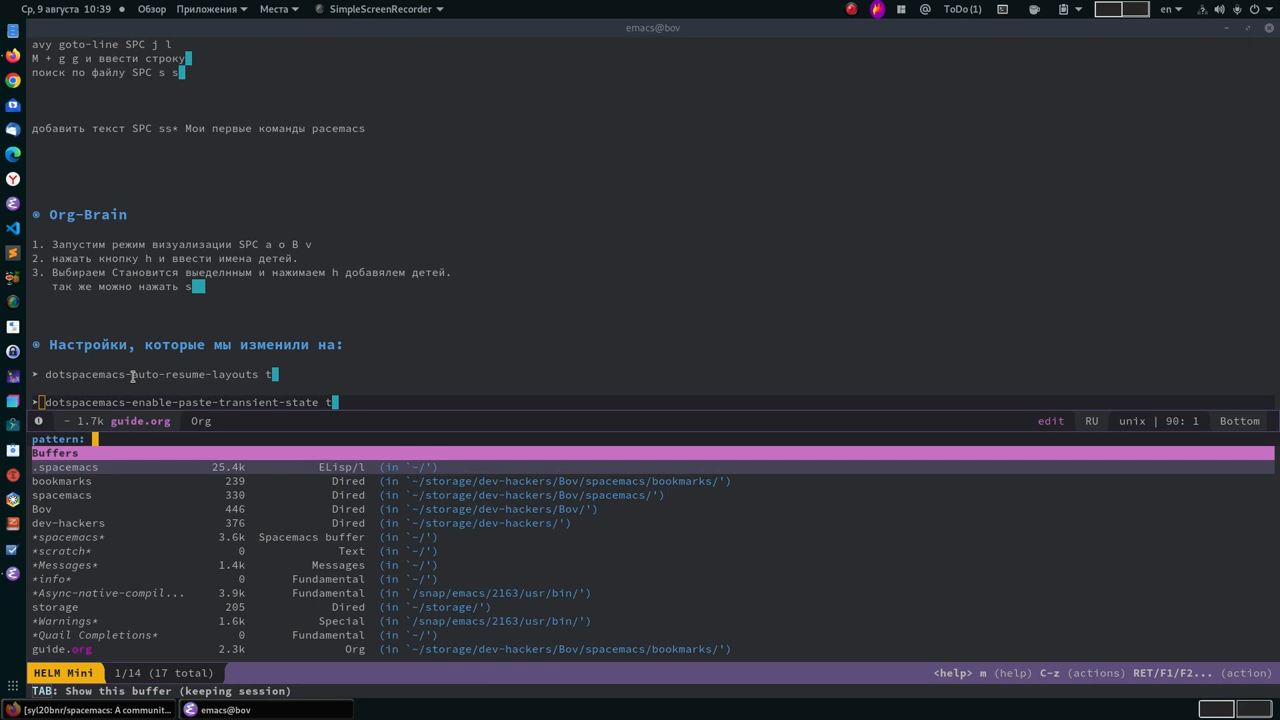 Ср, 9 августа 10:39 Обзор Приложения Места SimpleScreenRecorder ToDo (1) en
emacs@bov
avy goto-line SPC j l
M + g g и ввести строку
поиск по файлу SPC s s
добавить текст SPC ss* Мои первые команды pacemacs
Org-Brain
1. Запустим режим визуализации SPC a o B v
2. нажать кнопку h и ввести имена детей.
3. Выбираем Становится выеделнным и нажимаем h добавялем детей.
так же можно нажать s
Настройки, которые мы изменили на:
➤ dotspacemacs-auto-resume-layouts t
➤ dotspacemacs-enable-paste-transient-state t
- 1.7k guide.org Org edit RU unix | 90: 1 Bottom
pattern:
Buffers
.spacemacs 25.4k ELisp/l (in `~/')
bookmarks 239 Dired (in `~/storage/dev-hackers/Bov/spacemacs/bookmarks/')
spacemacs 330 Dired (in `~/storage/dev-hackers/Bov/spacemacs/')
Bov 446 Dired (in `~/storage/dev-hackers/Bov/')
dev-hackers 376 Dired (in `~/storage/dev-hackers/')
*spacemacs* 3.6k Spacemacs buffer (in `~/')
*scratch* 0 Text (in `~/')
*Messages* 1.4k Messages (in `~/')
*info* 0 Fundamental (in `~/')
*Async-native-compil... 3.9k Fundamental (in `/snap/emacs/2163/usr/bin/')
storage 205 Dired (in `~/storage/')
*Warnings* 1.6k Special (in `/snap/emacs/2163/usr/bin/')
*Quail Completions* 0 Fundamental (in `~/')
guide.org 2.3k Org (in `~/storage/dev-hackers/Bov/spacemacs/bookmarks/')
HELM Mini 1/14 (17 total) <help> m (help) C-z (actions) RET/F1/F2... (action)
TAB: Show this buffer (keeping session)
[syl20bnr/spacemacs: A communit... emacs@bov